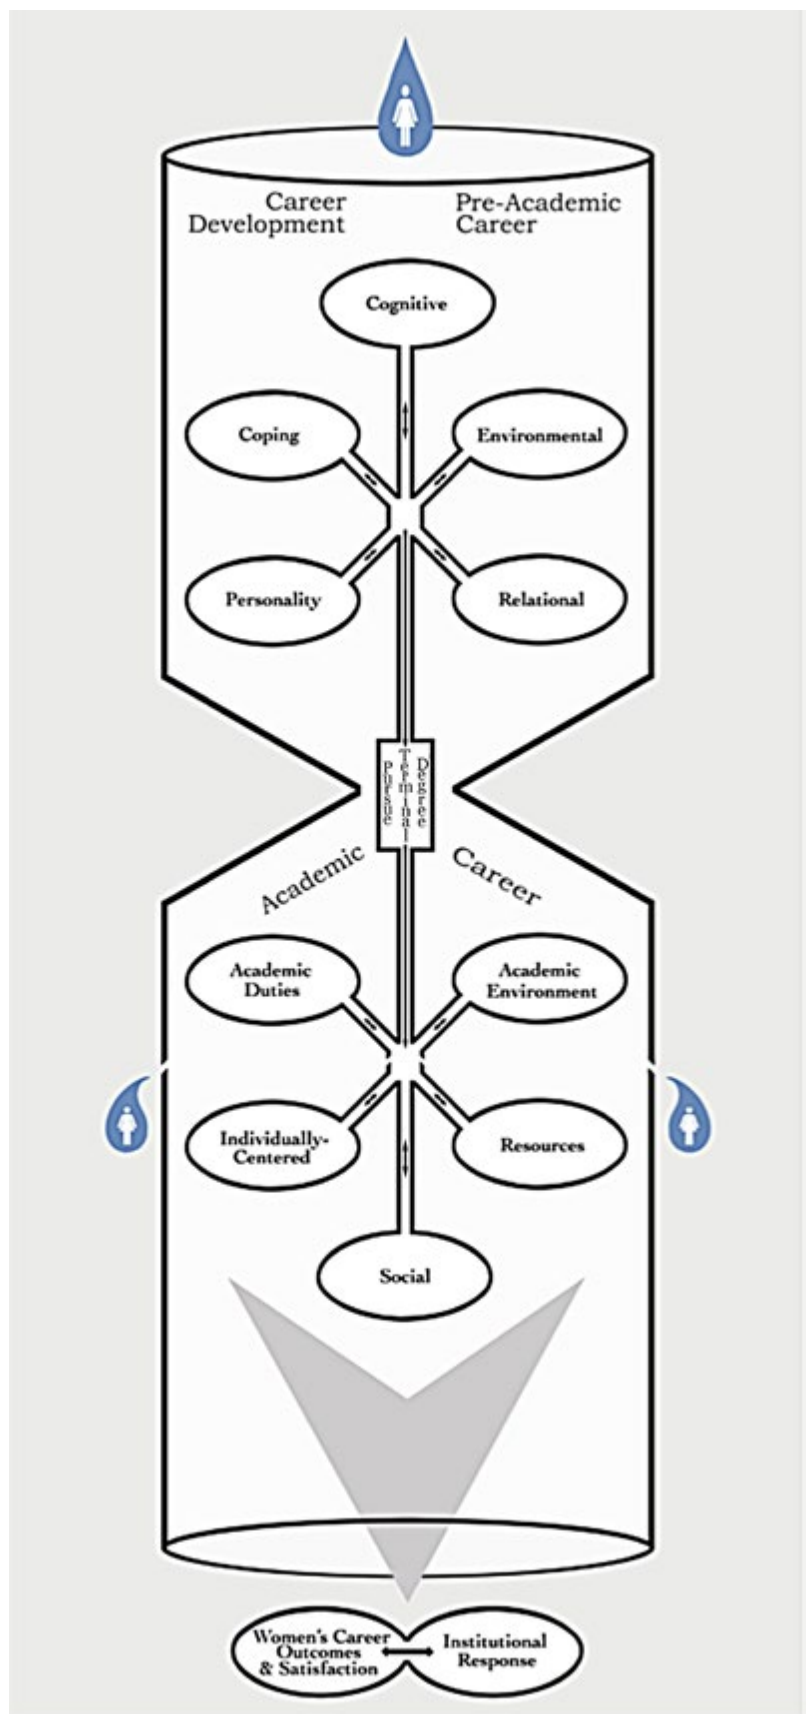 Career
Development
Pre-Academic
Career
Cognitive
Coping
Environmental
Personality
Relational
Pursue
Terminal
Degree
Academic
Career
Academic
Duties
Academic
Environment
Individually-
Centered
Resources
Social
Women's Career
Outcomes
& Satisfaction
Institutional
Response